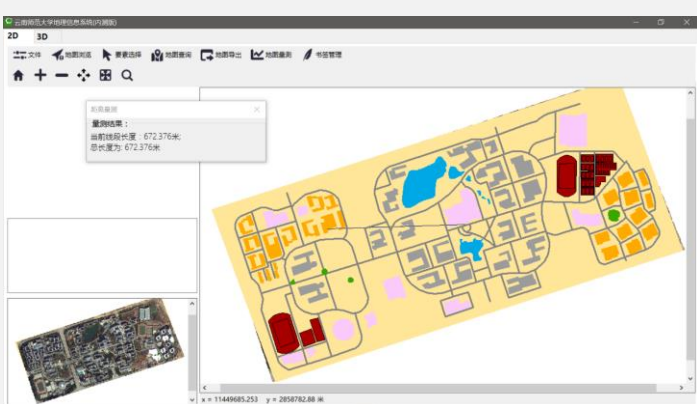 云南师范大学地理信息系统(内测版)
2D 3D
文件 地图浏览 要素选择 地图查询 地图导出 地图量测 书签管理
距离量测
量测结果：
当前线段长度：672.376米;
总长度为: 672.376米
x = 11449685.253 y = 2858782.88 米